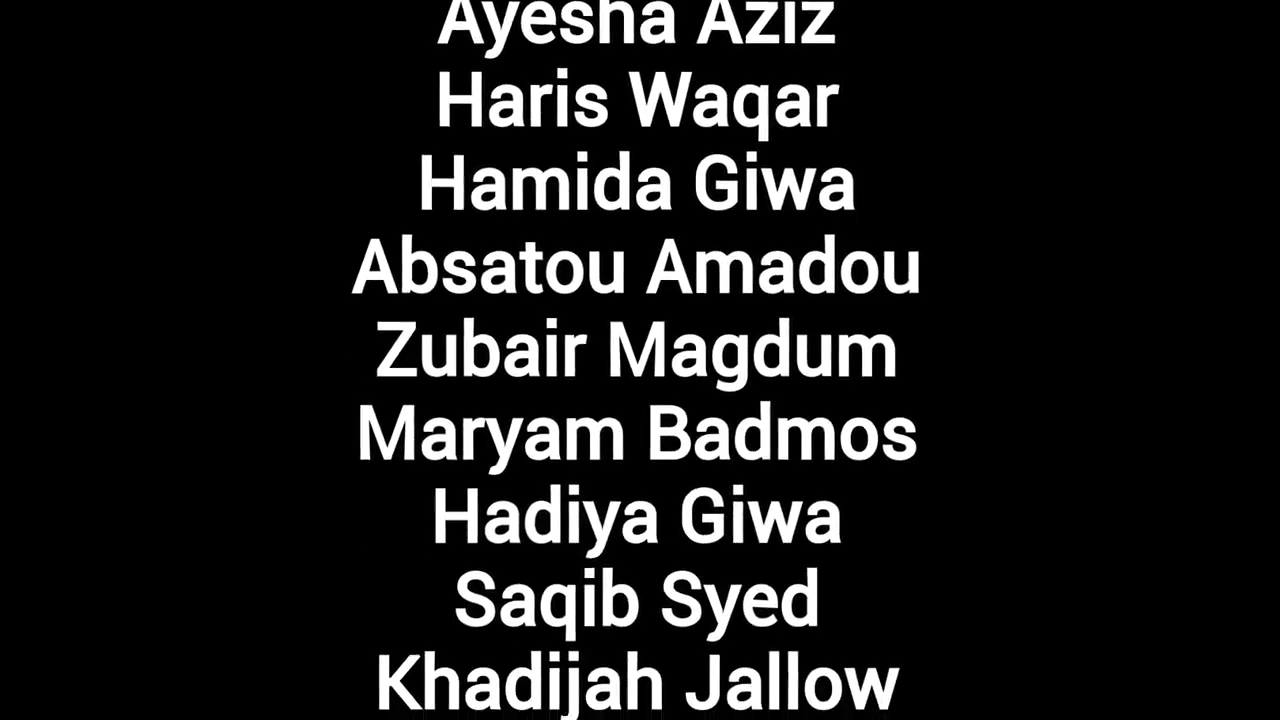 Ayesha Aziz
Haris Waqar
Hamida Giwa
Absatou Amadou
Zubair Magdum
Maryam Badmos
Hadiya Giwa
Saqib Syed
Khadijah Jallow